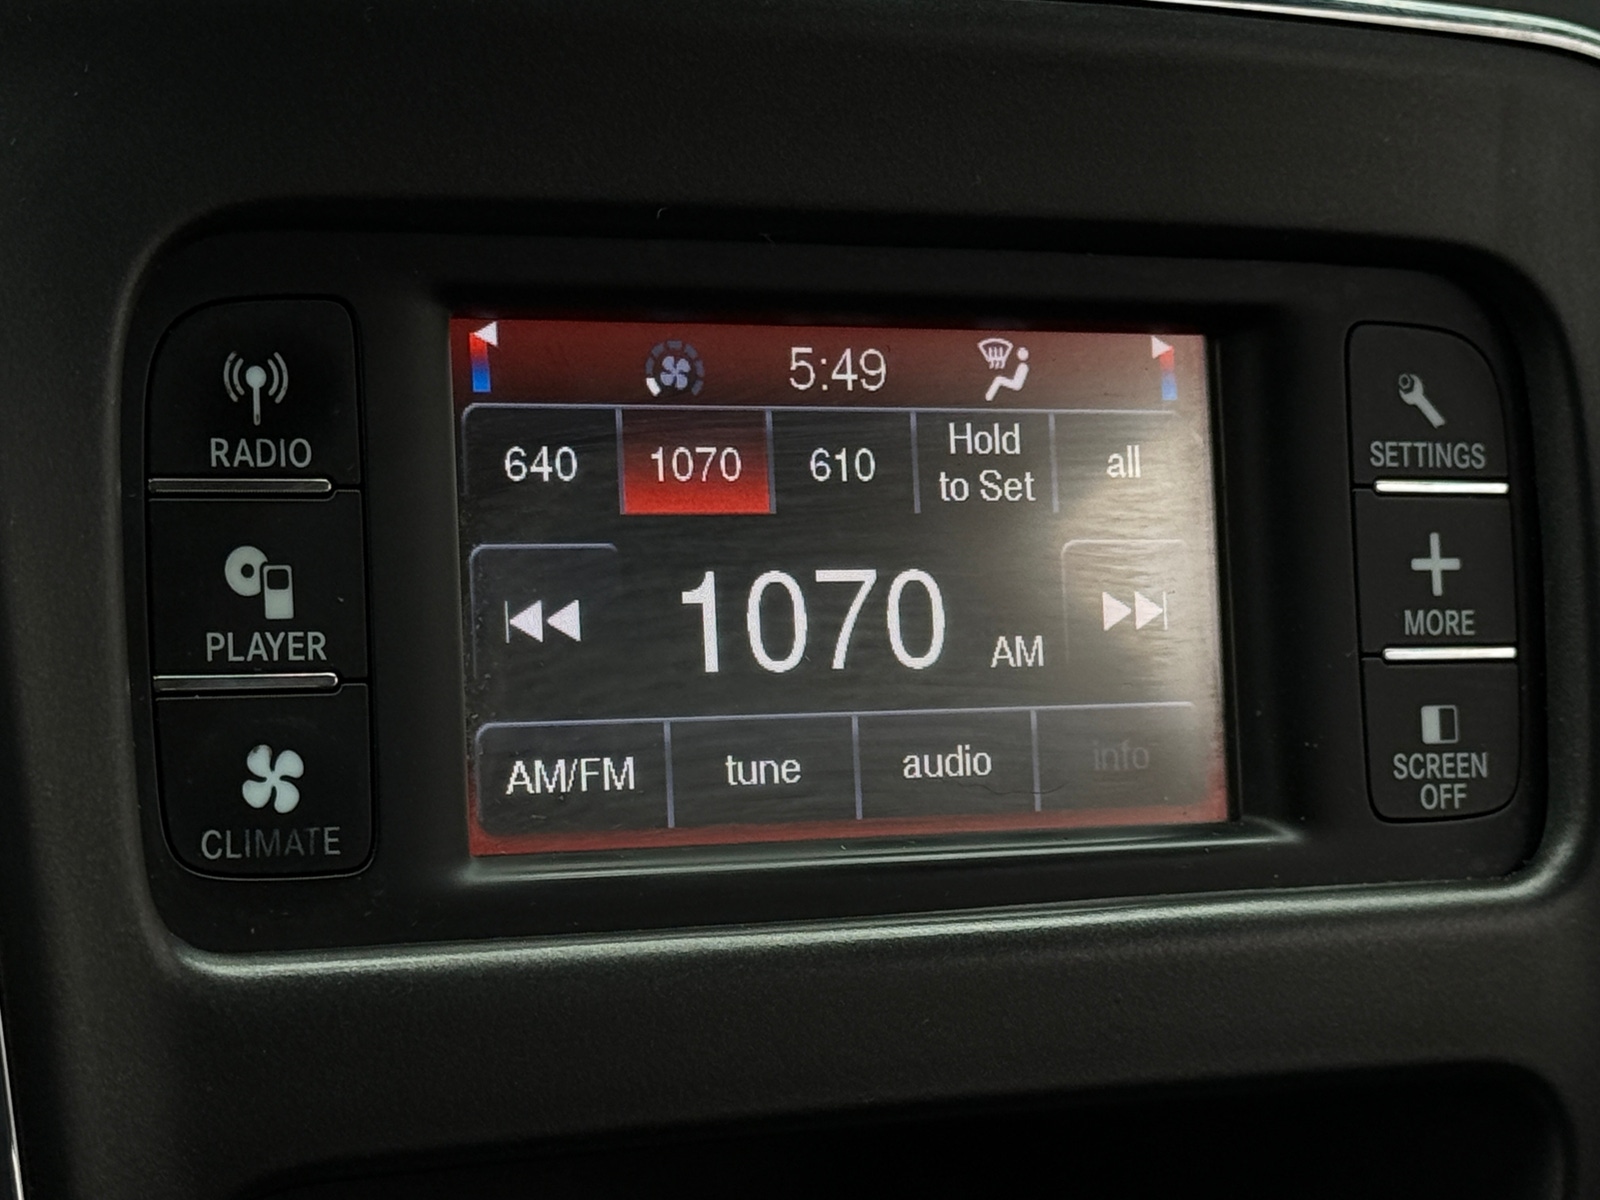 5:49
640
1070
610
Hold
to Set
all
1070
AM
AM/FM
tune
audio
info
RADIO
PLAYER
CLIMATE
SETTINGS
MORE
SCREEN
OFF